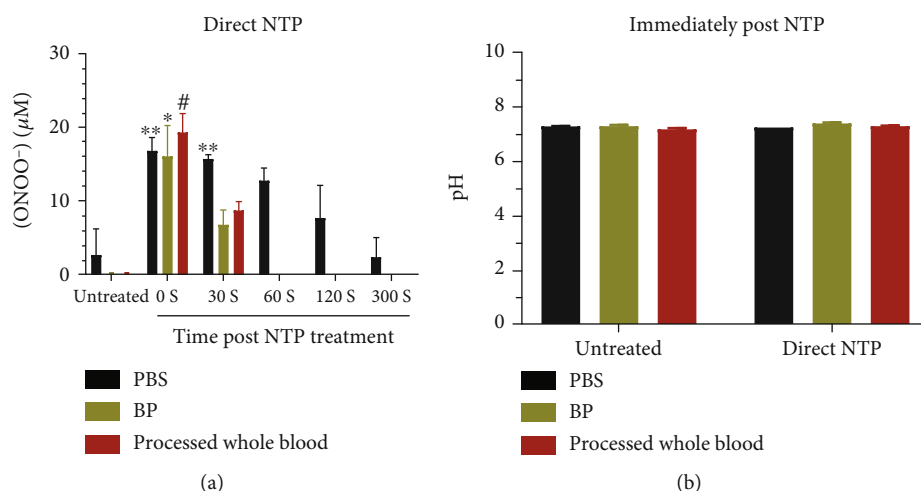 Direct NTP
30
20
10
0
(ONOO−) (µM)
**
*
#
**
Untreated
0 S
30 S
60 S
120 S
300 S
Time post NTP treatment
PBS
BP
Processed whole blood
(a)
Immediately post NTP
10
8
6
4
2
0
pH
Untreated
Direct NTP
PBS
BP
Processed whole blood
(b)